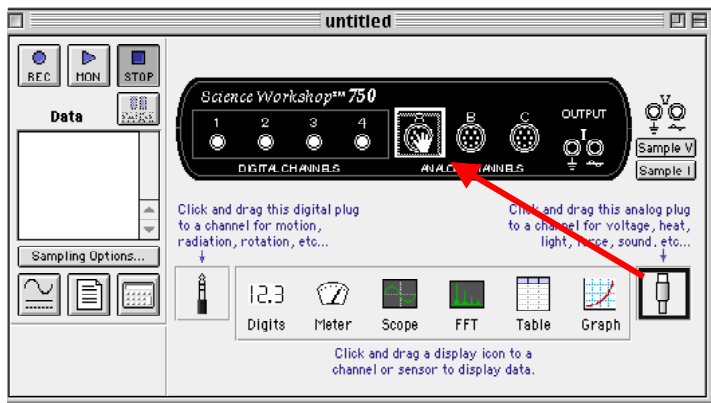 untitled
REC MON STOP
Data
Science Workshop™ 750
1 2 3 4
A B C
OUTPUT
V
I
DIGITAL CHANNELS
ANALOG CHANNELS
Sample V
Sample I
Click and drag this digital plug
to a channel for motion,
radiation, rotation, etc...
Click and drag this analog plug
to a channel for voltage, heat,
light, force, sound, etc...
Sampling Options...
12.3
Digits Meter Scope FFT Table Graph
Click and drag a display icon to a
channel or sensor to display data.